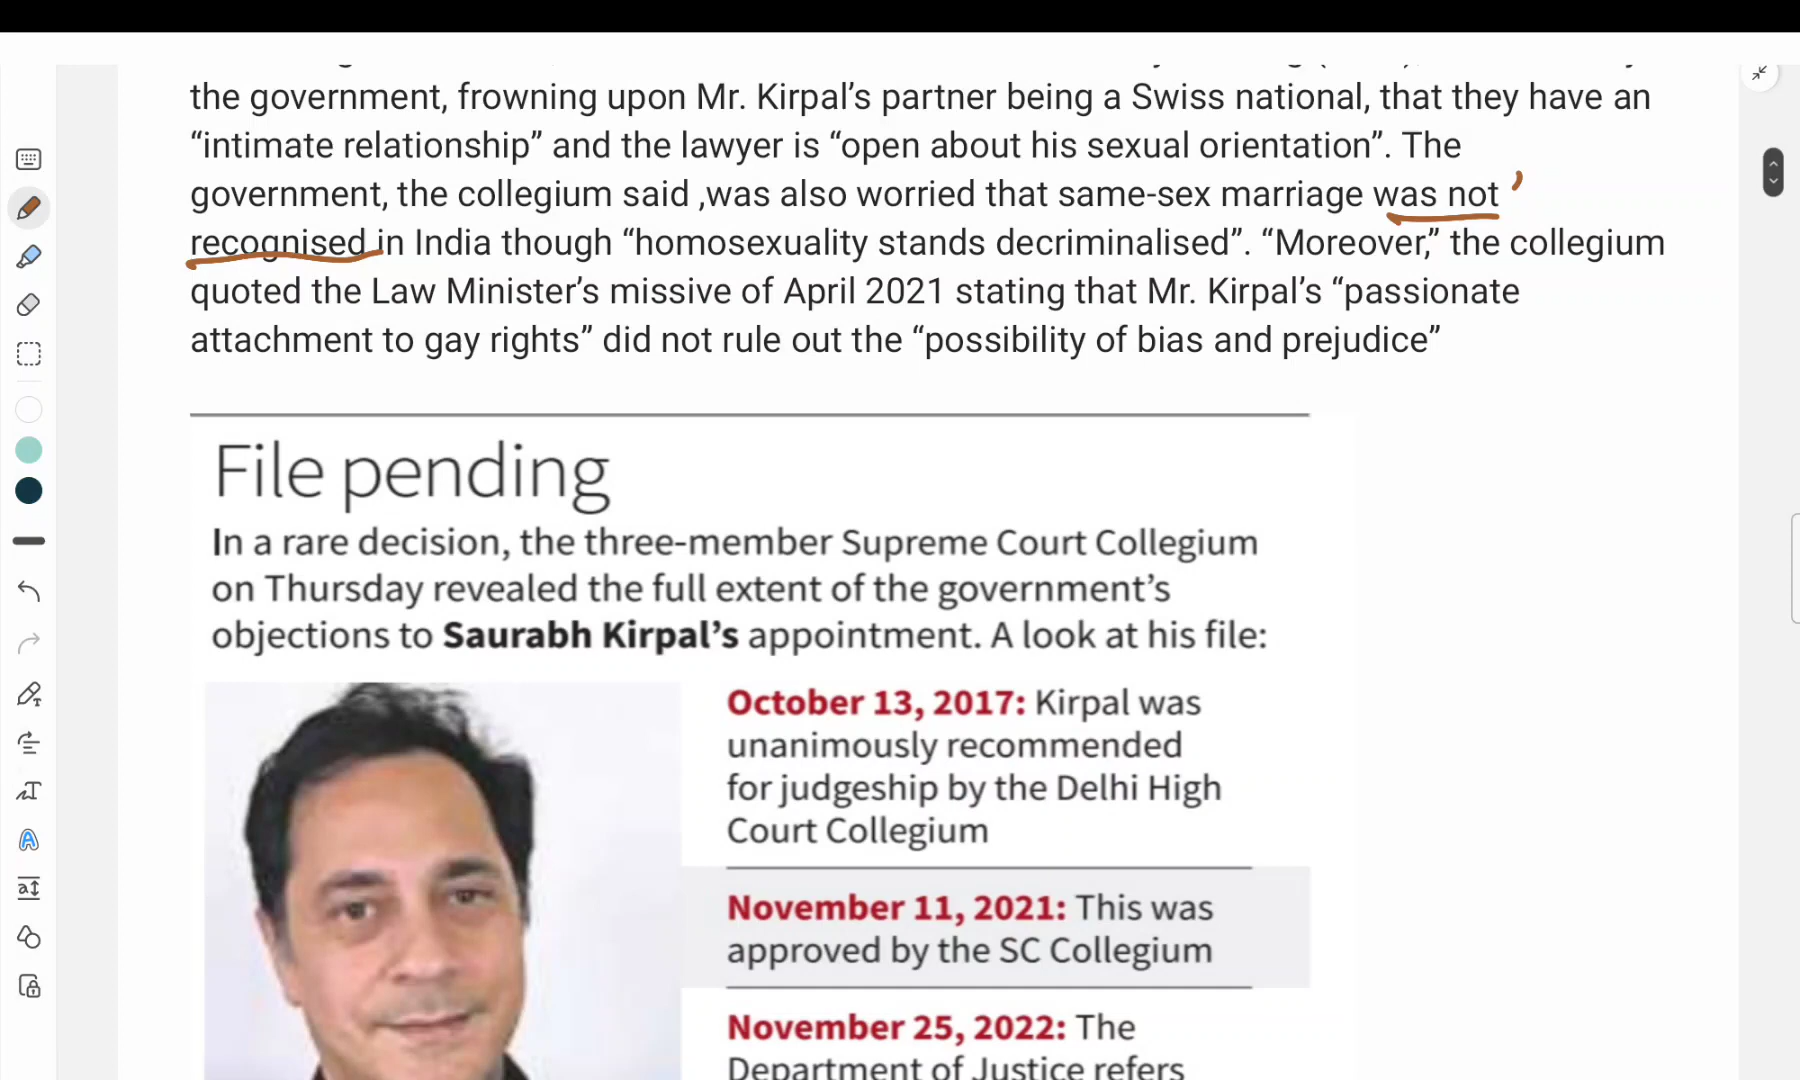 the government, frowning upon Mr. Kirpal’s partner being a Swiss national, that they have an
“intimate relationship” and the lawyer is “open about his sexual orientation”. The
government, the collegium said ,was also worried that same-sex marriage was not
recognised in India though “homosexuality stands decriminalised”. “Moreover,” the collegium
quoted the Law Minister’s missive of April 2021 stating that Mr. Kirpal’s “passionate
attachment to gay rights” did not rule out the “possibility of bias and prejudice”
File pending
In a rare decision, the three-member Supreme Court Collegium
on Thursday revealed the full extent of the government’s
objections to Saurabh Kirpal’s appointment. A look at his file:
October 13, 2017: Kirpal was
unanimously recommended
for judgeship by the Delhi High
Court Collegium
November 11, 2021: This was
approved by the SC Collegium
November 25, 2022: The
Department of Justice refers